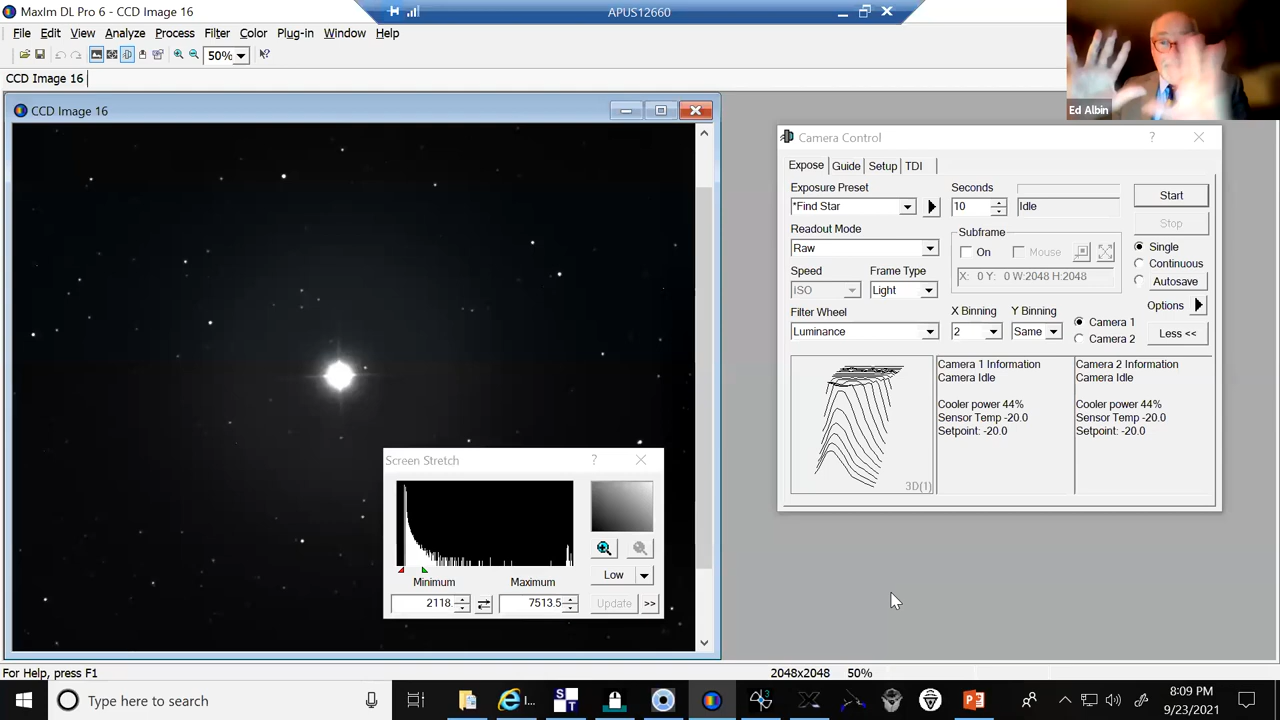 MaxIm DL Pro 6 - CCD Image 16
APUS12660
File Edit View Analyze Process Filter Color Plug-in Window Help
50%
CCD Image 16
Ed Albin
CCD Image 16
Camera Control
?
Expose Guide Setup TDI
Exposure Preset
Seconds
*Find Star
10
Idle
Start
Readout Mode
Raw
Subframe
On
Mouse
Stop
Single
Continuous
Speed
Frame Type
X: 0 Y: 0 W:2048 H:2048
Autosave
ISO
Light
Options
Filter Wheel
X Binning
Y Binning
Luminance
2
Same
Camera 1
Camera 2
Less <<
Camera 1 Information
Camera Idle
Cooler power 44%
Sensor Temp -20.0
Setpoint: -20.0
Camera 2 Information
Camera Idle
Cooler power 44%
Sensor Temp -20.0
Setpoint: -20.0
3D(1)
Screen Stretch
?
Low
Minimum
Maximum
2118.
7513.5
Update
>>
For Help, press F1
2048x2048
50%
Type here to search
8:09 PM
9/23/2021